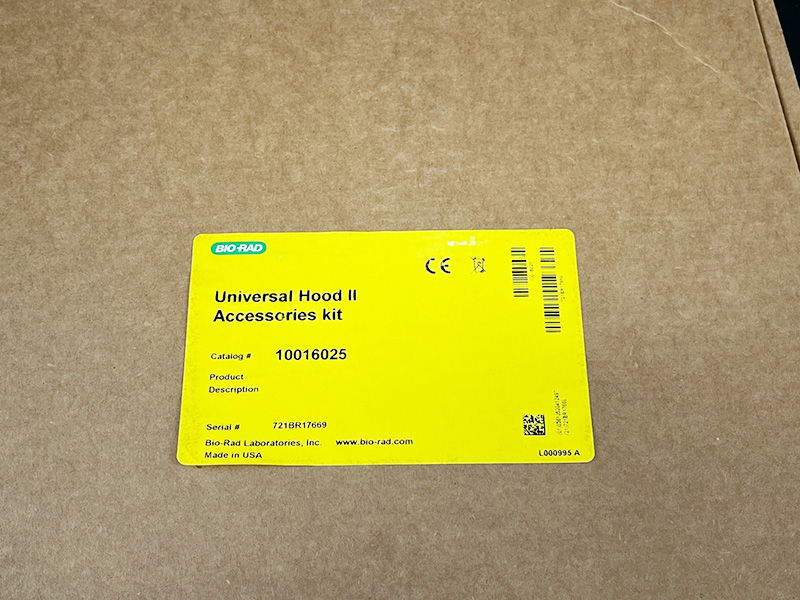 BIO-RAD
CE
Universal Hood II
Accessories kit
Catalog # 10016025
Product
Description
Serial # 721BR17669
Bio-Rad Laboratories, Inc. www.bio-rad.com
Made in USA
L000995 A